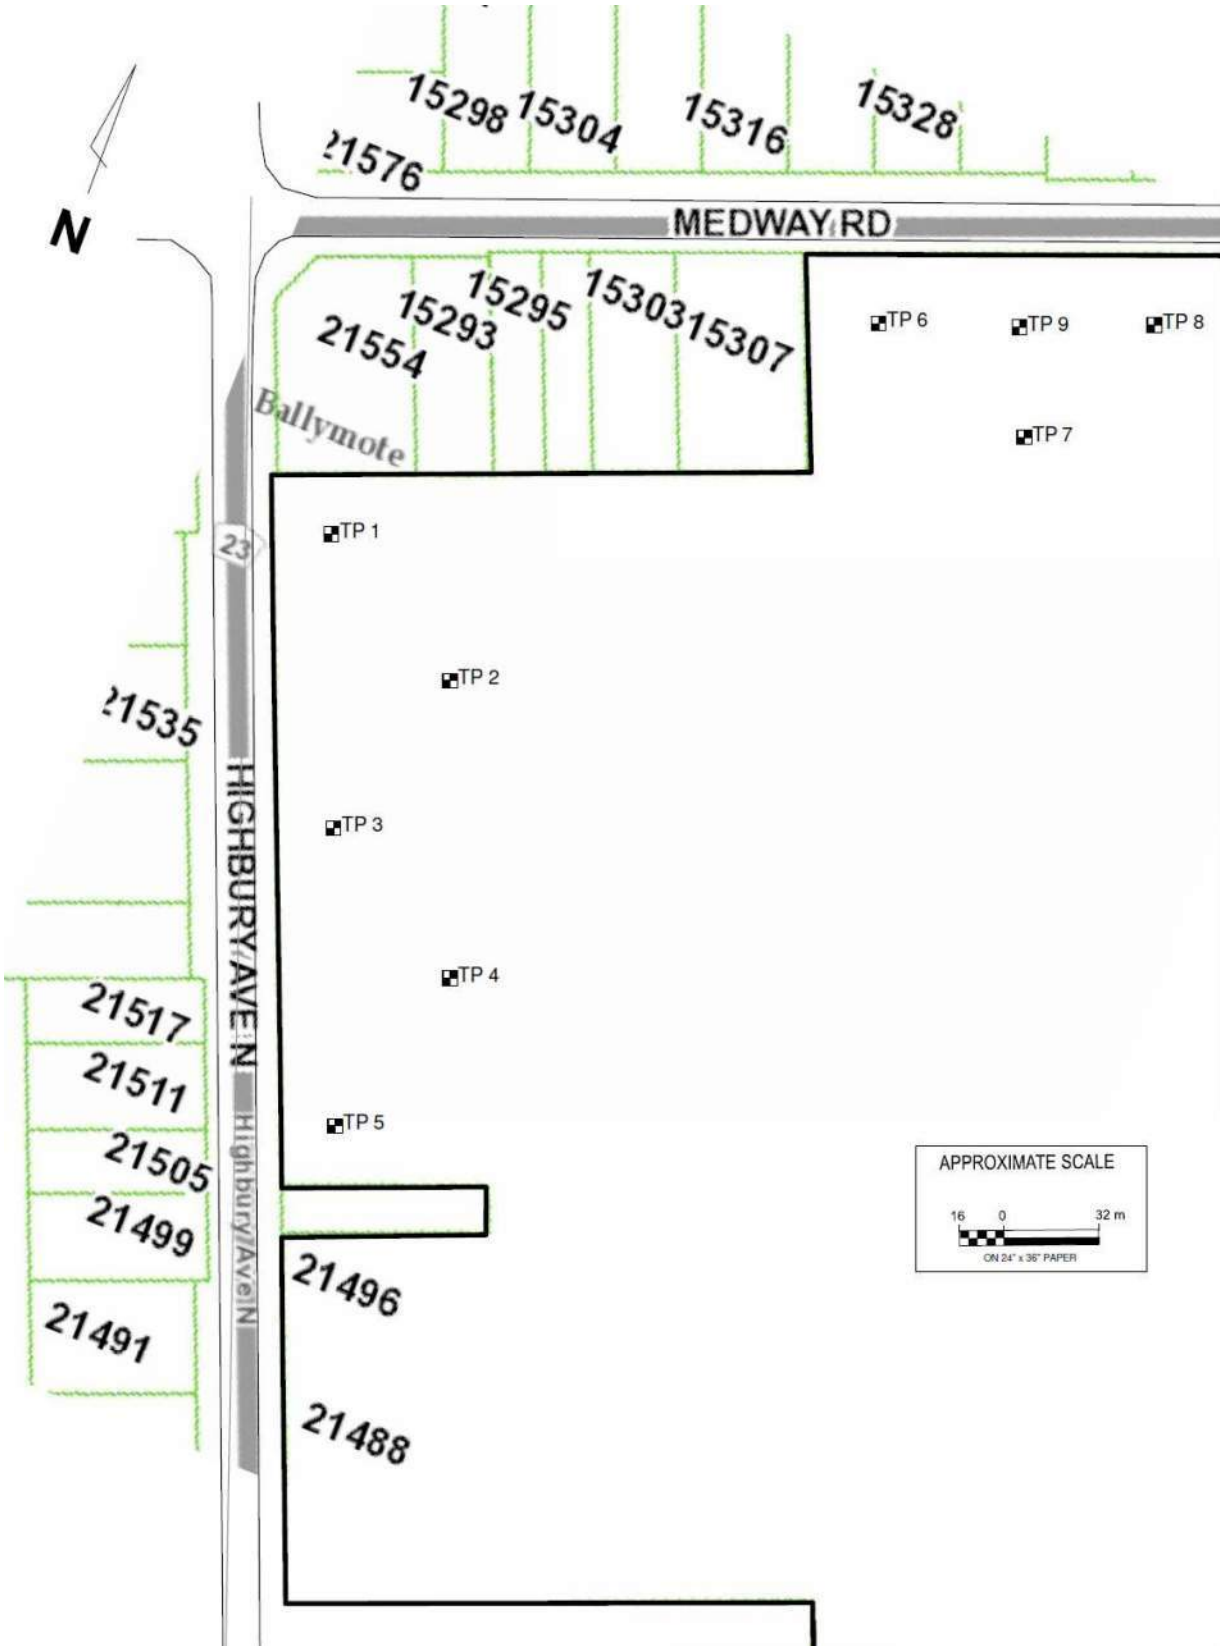 15298
15304
15316
15328
21576
N
MEDWAY RD
15293
15295
15303
15307
21554
TP 6
TP 9
TP 8
Ballymote
TP 7
TP 1
23
TP 2
21535
HIGHBURY AVE N
TP 3
TP 4
21517
21511
TP 5
21505
Highbury Ave N
21499
APPROXIMATE SCALE
16 0 32 m
ON 24" x 36" PAPER
21496
21491
21488